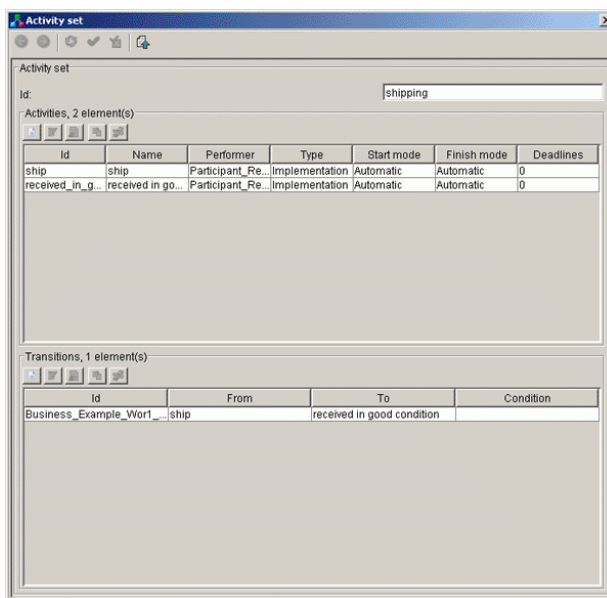 Activity set
Activity set
Id:
shipping
Activities, 2 element(s)
Id Name Performer Type Start mode Finish mode Deadlines
ship ship Participant_Re... Implementation Automatic Automatic 0
received_in_g... received in go... Participant_Re... Implementation Automatic Automatic 0
Transitions, 1 element(s)
Id From To Condition
Business_Example_Wor1_... ship received in good condition